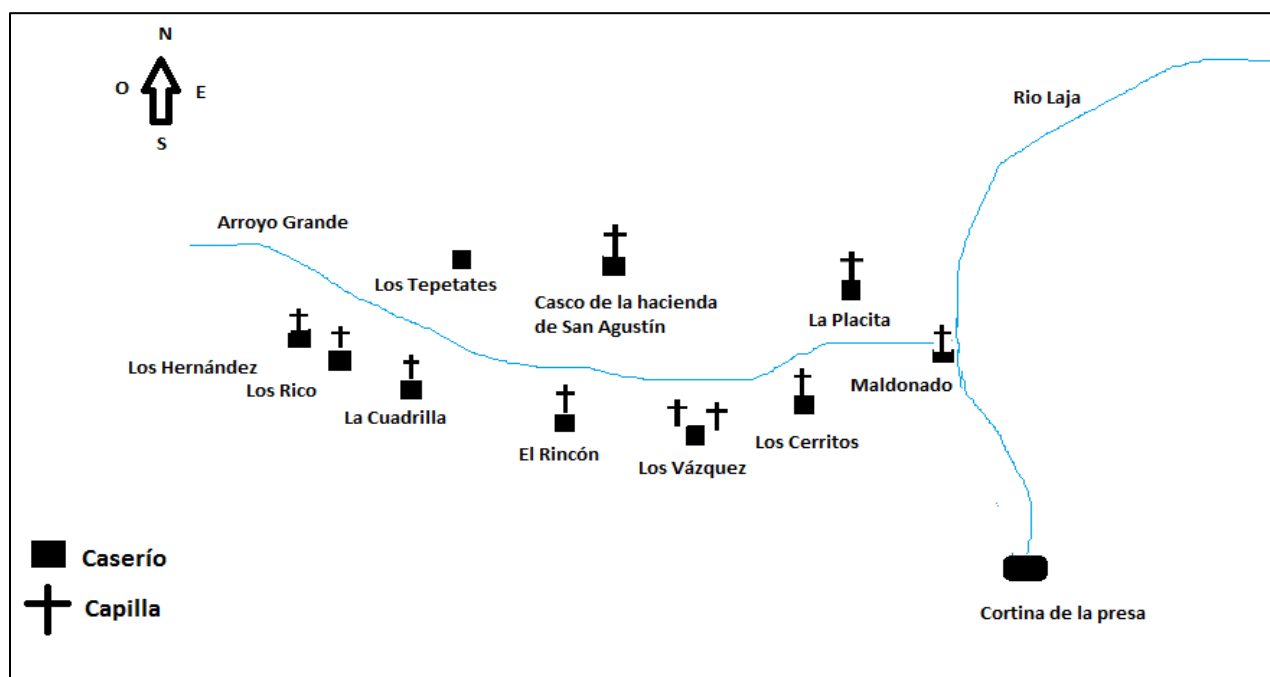 N
O
E
S
Rio Laja
Arroyo Grande
Los Tepetates
Casco de la hacienda
de San Agustín
La Placita
Los Hernández
Los Rico
La Cuadrilla
Maldonado
El Rincón
Los Vázquez
Los Cerritos
Caserío
Capilla
Cortina de la presa